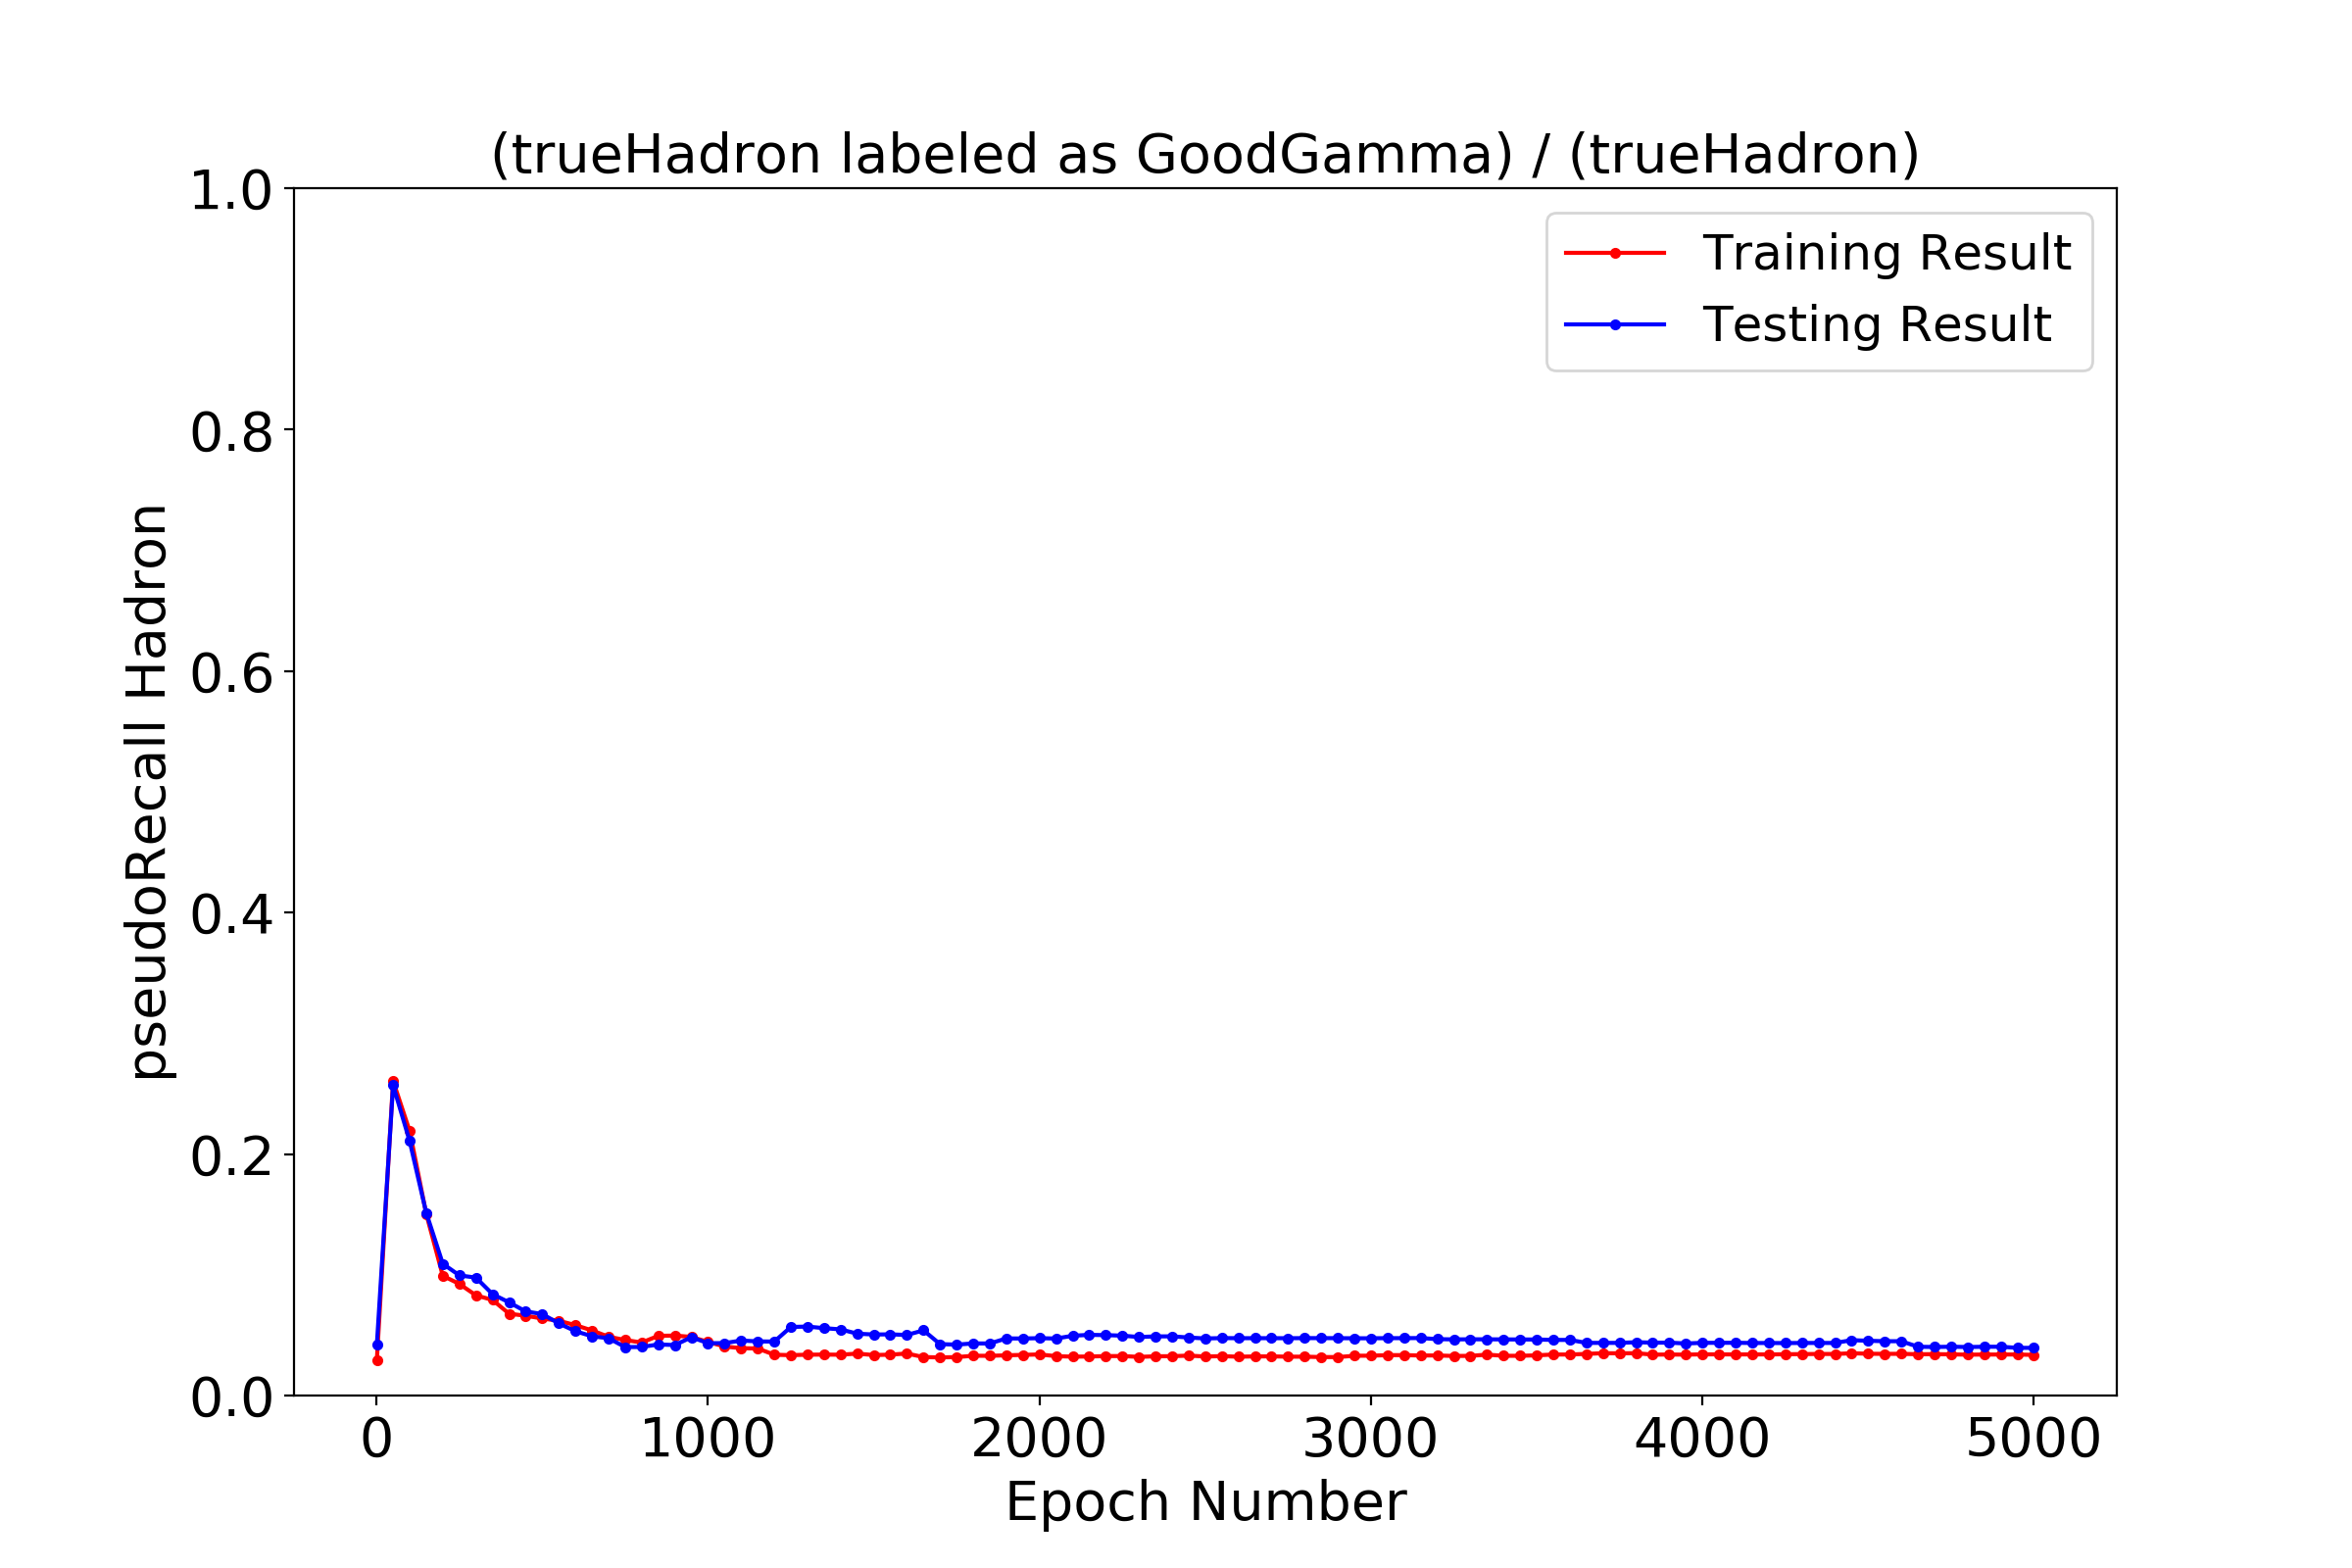 (trueHadron labeled as GoodGamma) / (trueHadron)
1.0
0.8
0.6
0.4
0.2
0.0
pseudoRecall Hadron
Training Result
Testing Result
0 1000 2000 3000 4000 5000
Epoch Number